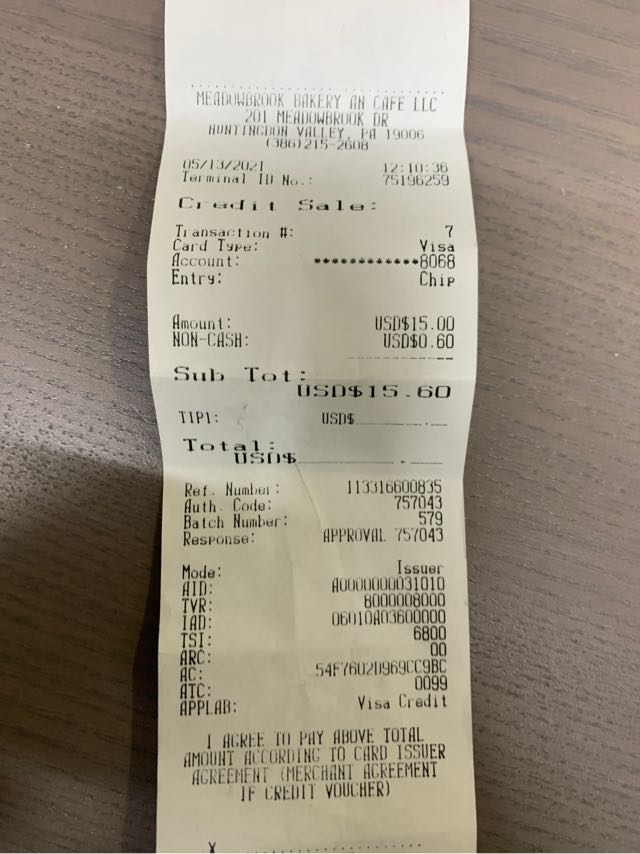 MEADOWBROOK BAKERY AN CAFE LLC
201 MEADOWBROOK DR
HUNTINGDON VALLEY, PA 19006
(386)215-2608
05/13/2021 12:10:36
Terminal ID No.: 75196259
Credit Sale:
Transaction #: 7
Card Type: Visa
Account: ************8068
Entry: Chip
Amount: USD$15.00
NON-CASH: USD$0.60
Sub Tot:
USD$15.60
TIP1: USD$________.__
Total:
USD$____________.____
Ref. Number: 113316600835
Auth. Code: 757043
Batch Number: 579
Response: APPROVAL 757043
Mode: Issuer
AID: A0000000031010
TVR: 8000008000
IAD: 06010A03600000
TSI: 6800
ARC: 00
AC: 54F7602D969CC9BC
ATC: 0099
APPLAB: Visa Credit
I AGREE TO PAY ABOVE TOTAL
AMOUNT ACCORDING TO CARD ISSUER
AGREEMENT (MERCHANT AGREEMENT
IF CREDIT VOUCHER)
X